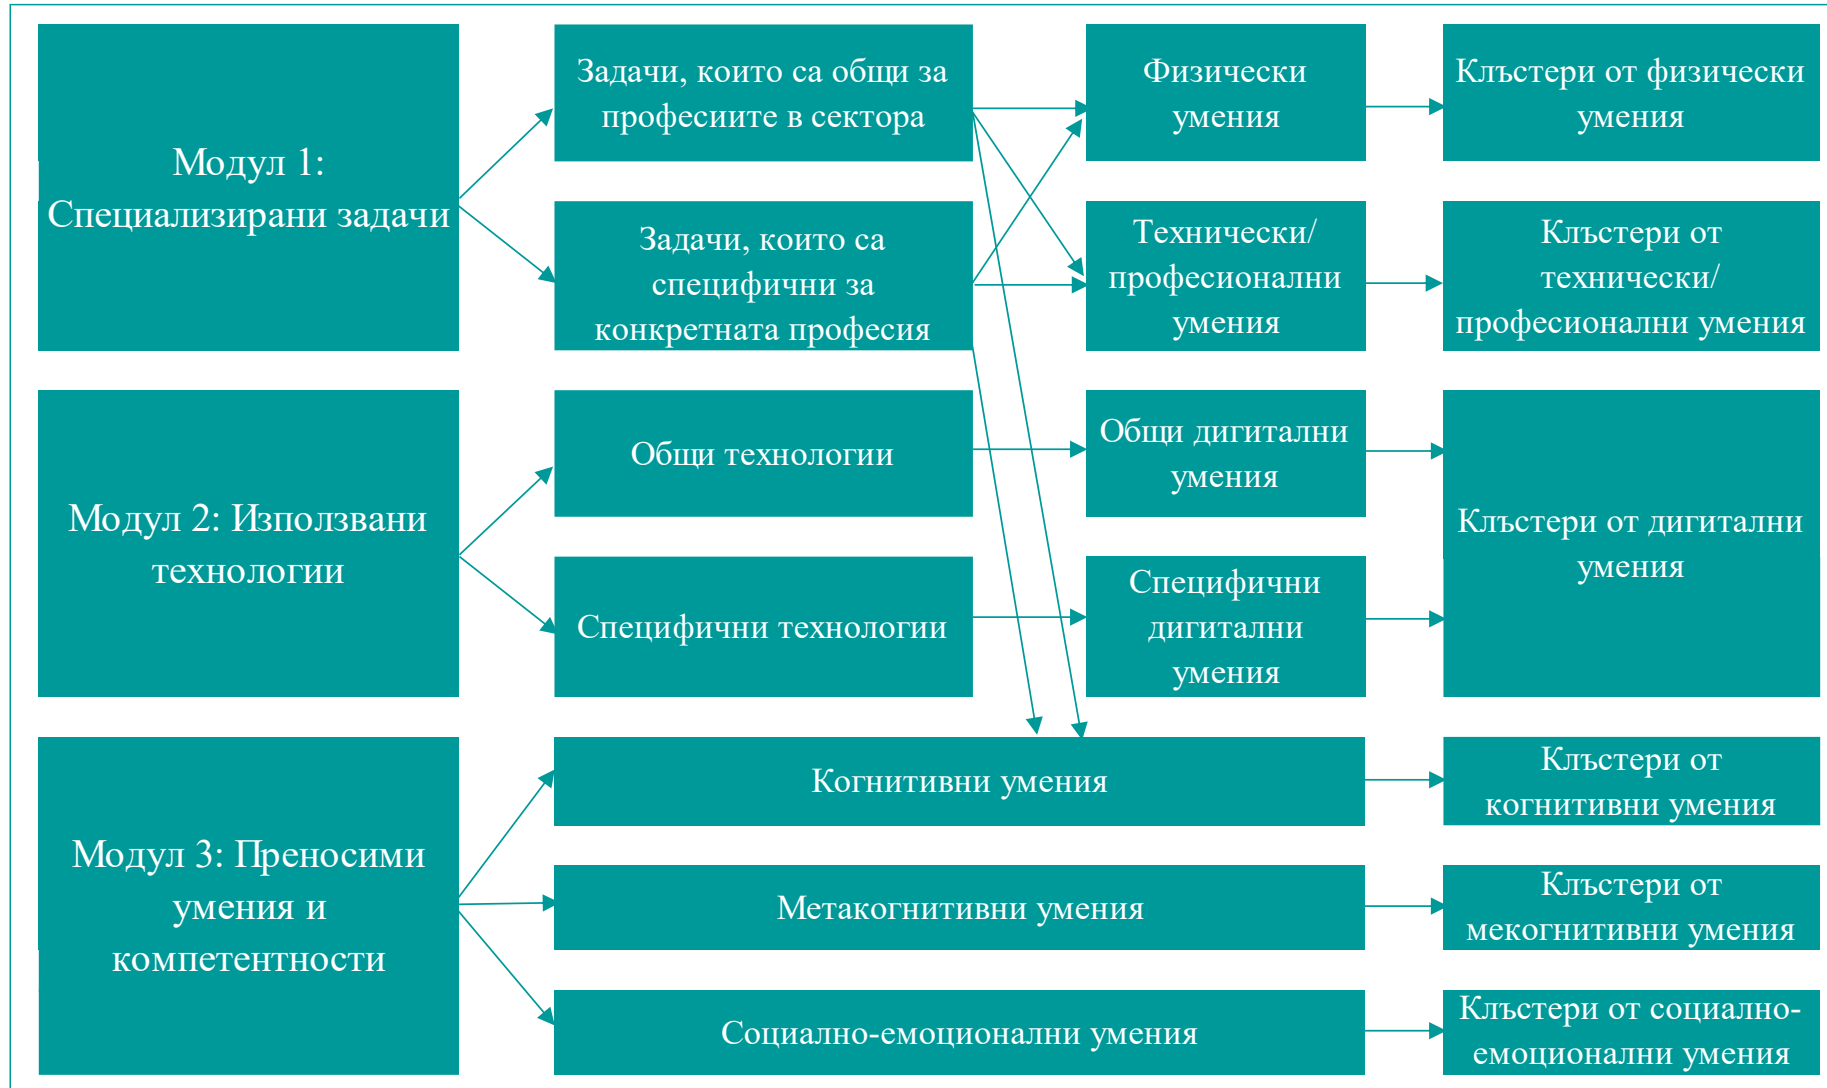 Модул 1:
Специализирани задачи
Задачи, които са общи за
професиите в сектора
Физически
умения
Клъстери от физически
умения
Задачи, които са
специфични за
конкретната професия
Технически/
професионални
умения
Клъстери от
технически/
професионални умения
Модул 2: Използвани
технологии
Общи технологии
Общи дигитални
умения
Клъстери от дигитални
умения
Специфични технологии
Специфични
дигитални
умения
Модул 3: Преносими
умения и
компетентности
Когнитивни умения
Клъстери от
когнитивни умения
Метакогнитивни умения
Клъстери от
мекогнитивни умения
Социално-емоционални умения
Клъстери от социално-
емоционални умения